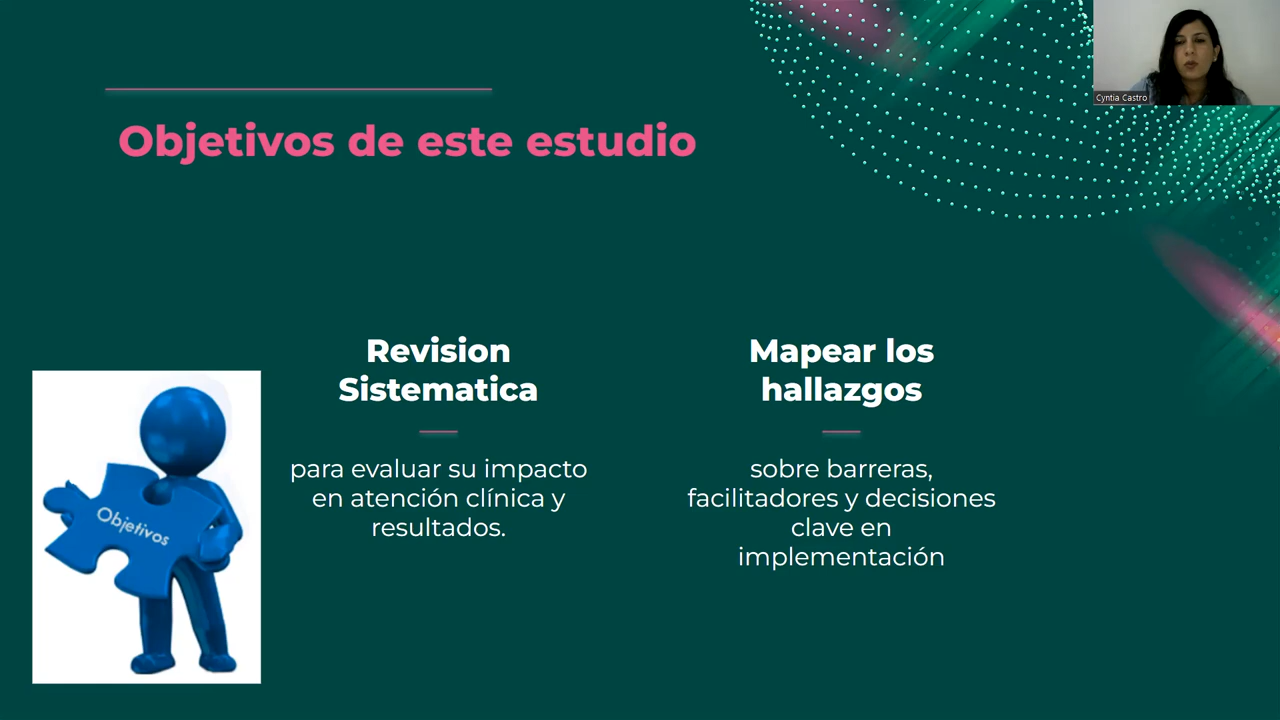 Cyntia Castro
Objetivos de este estudio
Revision
Sistematica
para evaluar su impacto
en atención clínica y
resultados.
Mapear los
hallazgos
sobre barreras,
facilitadores y decisiones
clave en
implementación
Objetivos